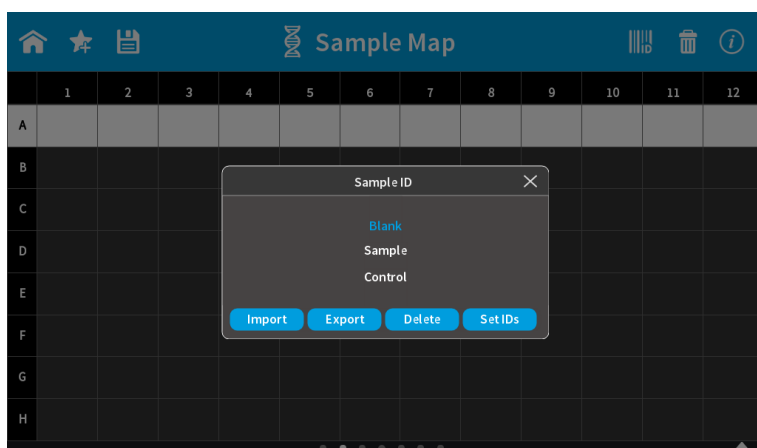 Sample Map
ID
i
1 2 3 4 5 6 7 8 9 10 11 12
A
B
Sample ID
C
Blank
D
Sample
Control
E
Import Export Delete Set IDs
F
G
H